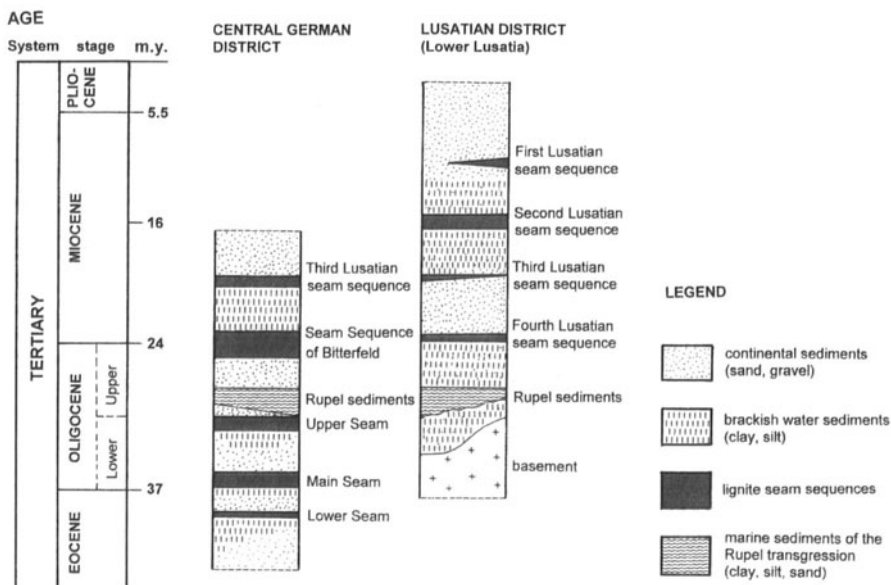 AGE
System stage m.y.
CENTRAL GERMAN
DISTRICT
LUSATIAN DISTRICT
(Lower Lusatia)
TERTIARY
PLIO-
CENE
5.5
MIOCENE
16
24
OLIGOCENE
Upper
Lower
37
EOCENE
Third Lusatian
seam sequence
Seam Sequence
of Bitterfeld
Rupel sediments
Upper Seam
Main Seam
Lower Seam
First Lusatian
seam sequence
Second Lusatian
seam sequence
Third Lusatian
seam sequence
Fourth Lusatian
seam sequence
Rupel sediments
basement
LEGEND
continental sediments
(sand, gravel)
brackish water sediments
(clay, silt)
lignite seam sequences
marine sediments of the
Rupel transgression
(clay, silt, sand)